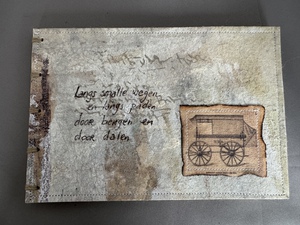 Langs smalle wegen
en langs paden
door bergen en
door dalen